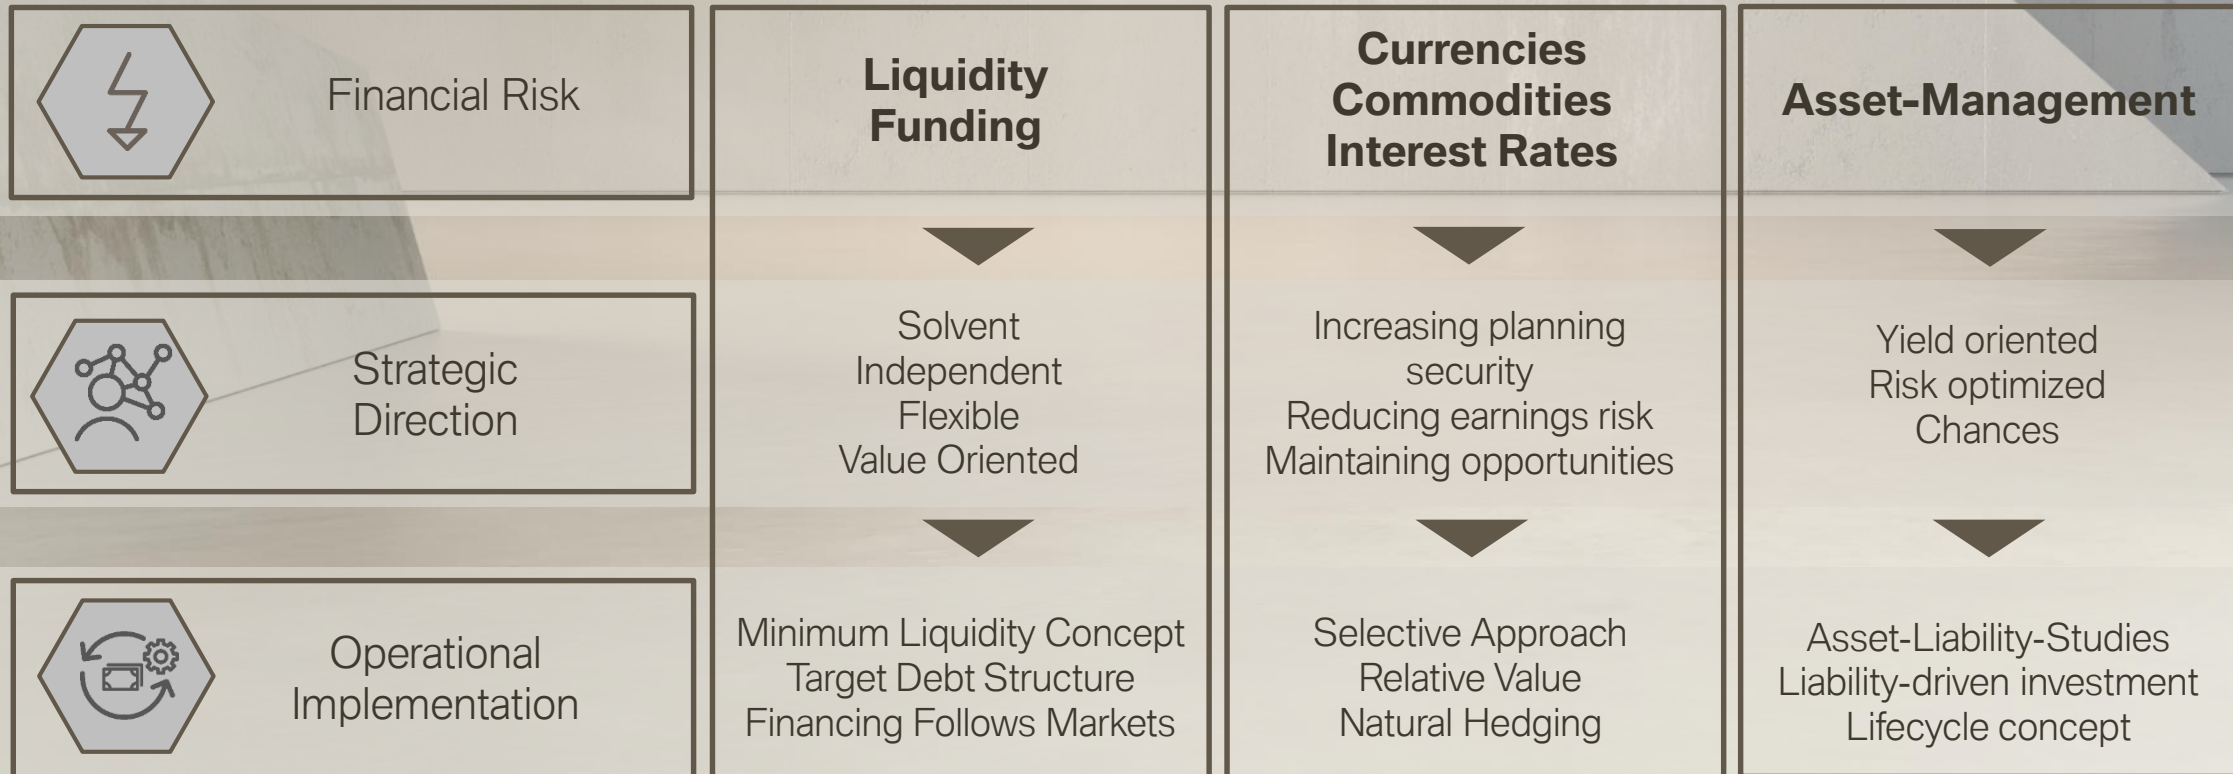 Financial Risk
Liquidity
Funding
Currencies
Commodities
Interest Rates
Asset-Management
Strategic
Direction
Solvent
Independent
Flexible
Value Oriented
Increasing planning
security
Reducing earnings risk
Maintaining opportunities
Yield oriented
Risk optimized
Chances
Operational
Implementation
Minimum Liquidity Concept
Target Debt Structure
Financing Follows Markets
Selective Approach
Relative Value
Natural Hedging
Asset-Liability-Studies
Liability-driven investment
Lifecycle concept